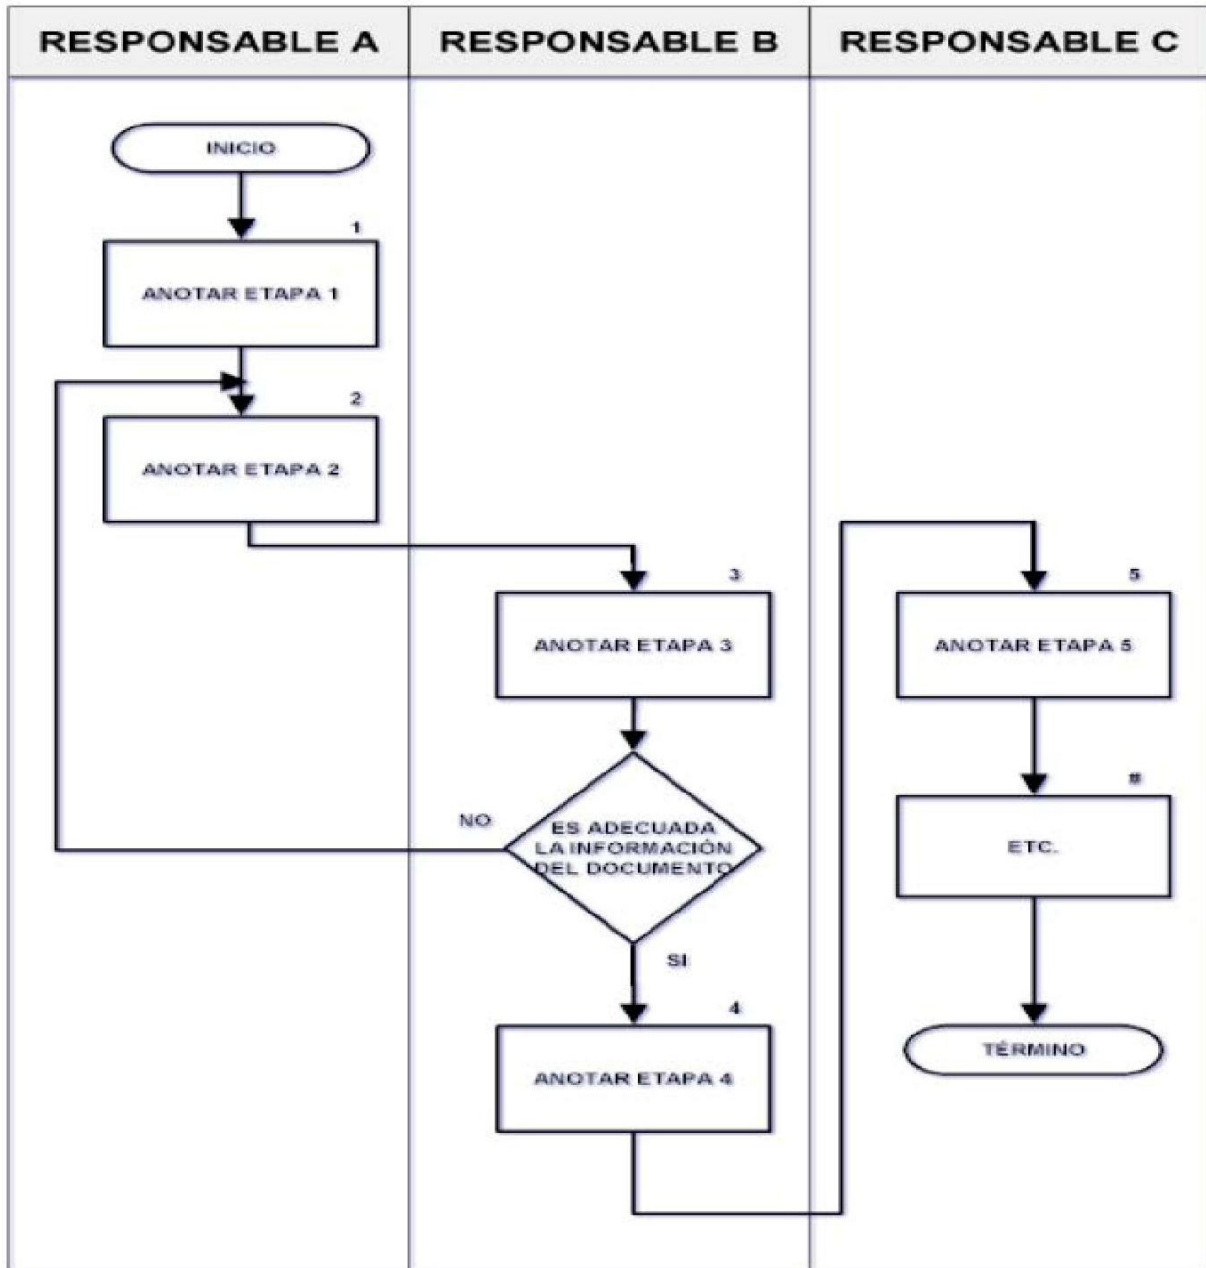 RESPONSABLE A
RESPONSABLE B
RESPONSABLE C
INICIO
1
ANOTAR ETAPA 1
2
ANOTAR ETAPA 2
3
ANOTAR ETAPA 3
NO
ES ADECUADA
LA INFORMACIÓN
DEL DOCUMENTO
SI
4
ANOTAR ETAPA 4
5
ANOTAR ETAPA 5
#
ETC.
TÉRMINO